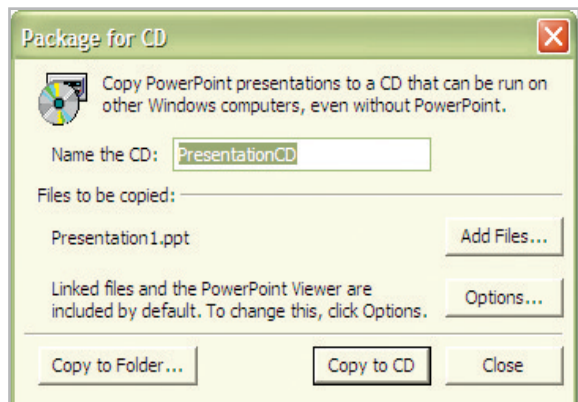 Package for CD
Copy PowerPoint presentations to a CD that can be run on
other Windows computers, even without PowerPoint.
Name the CD: PresentationCD
Files to be copied:
Presentation1.ppt
Add Files...
Linked files and the PowerPoint Viewer are
included by default. To change this, click Options.
Options...
Copy to Folder... Copy to CD Close